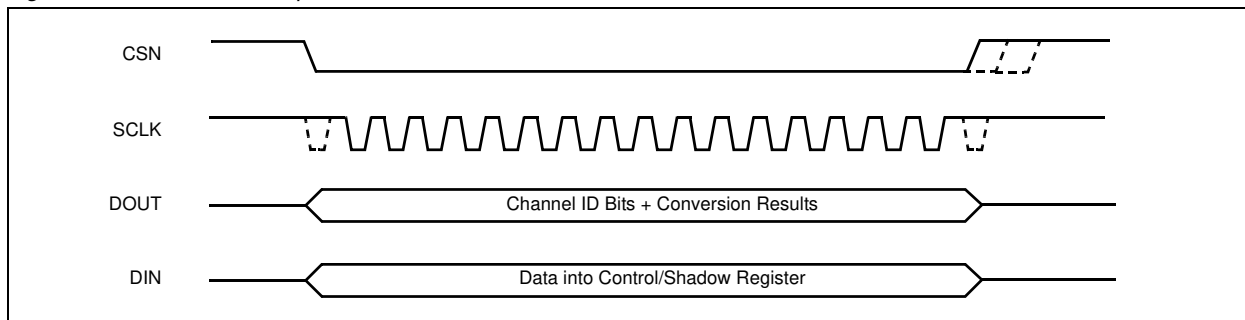 CSN
SCLK
DOUT
Channel ID Bits + Conversion Results
DIN
Data into Control/Shadow Register